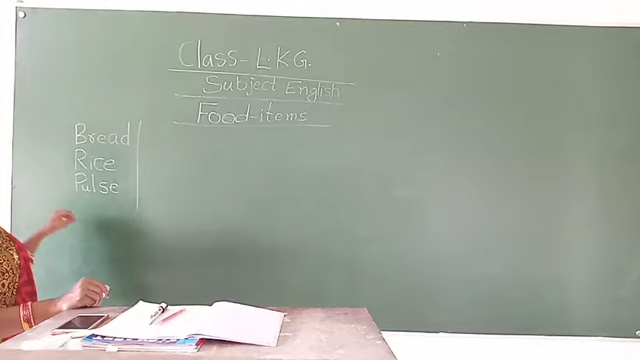 Class - L.K.G.
Subject English
Food-items
Bread
Rice
Pulse